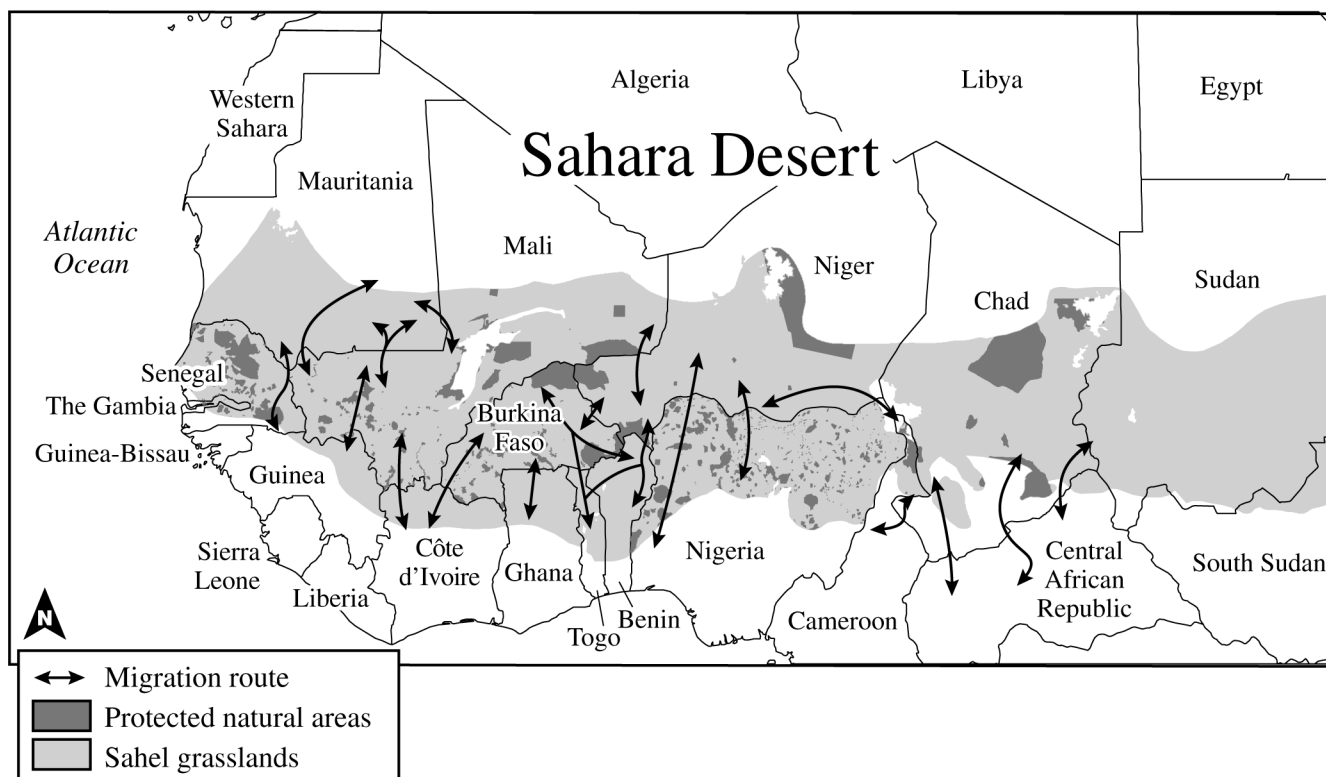 Algeria
Libya
Egypt
Western
Sahara
Sahara Desert
Mauritania
Atlantic
Ocean
Mali
Niger
Chad
Sudan
Senegal
The Gambia
Guinea-Bissau
Burkina
Faso
Guinea
Sierra
Leone
Liberia
Côte
d’Ivoire
Ghana
Togo
Benin
Nigeria
Cameroon
Central
African
Republic
South Sudan
N
Migration route
Protected natural areas
Sahel grasslands